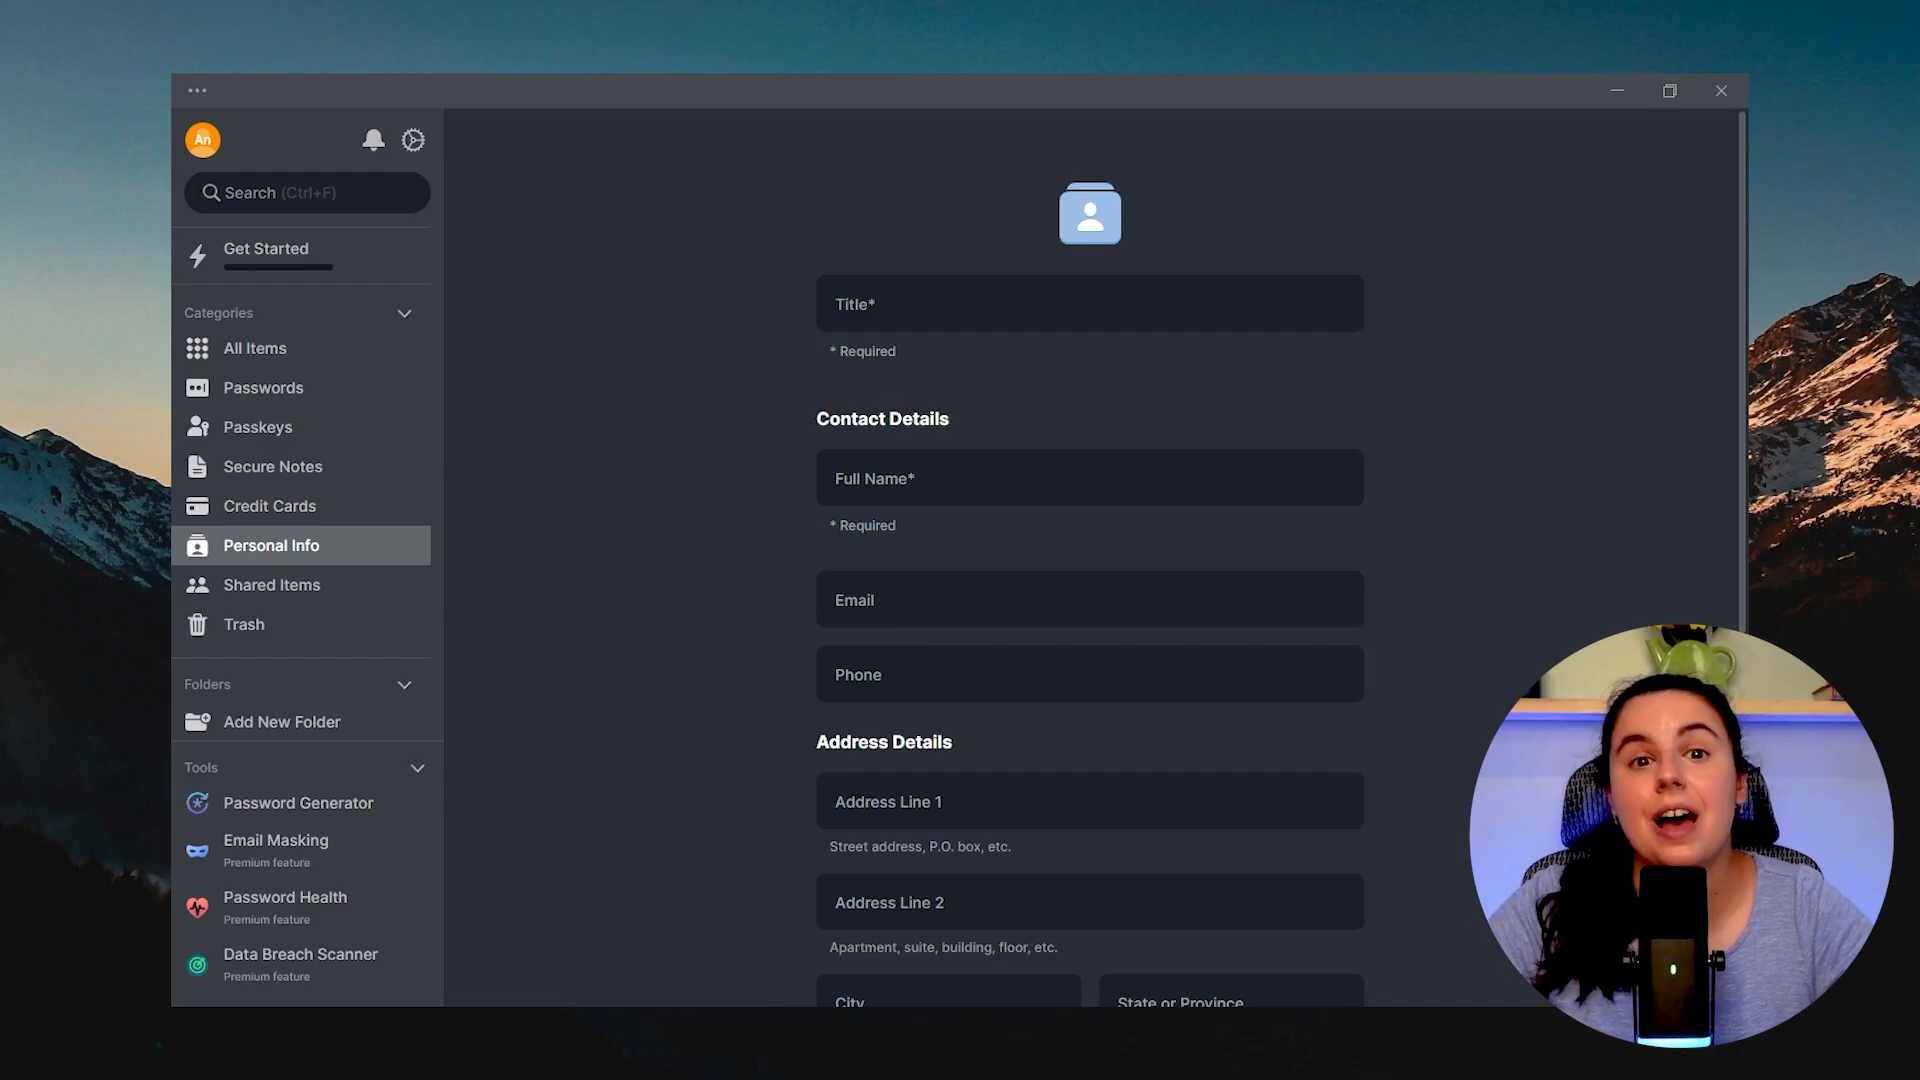 An
Search (Ctrl+F)
Get Started
Categories
All Items
Passwords
Passkeys
Secure Notes
Credit Cards
Personal Info
Shared Items
Trash
Folders
Add New Folder
Tools
Password Generator
Email Masking
Premium feature
Password Health
Premium feature
Data Breach Scanner
Premium feature
Title*
* Required
Contact Details
Full Name*
* Required
Email
Phone
Address Details
Address Line 1
Street address, P.O. box, etc.
Address Line 2
Apartment, suite, building, floor, etc.
City
State or Province